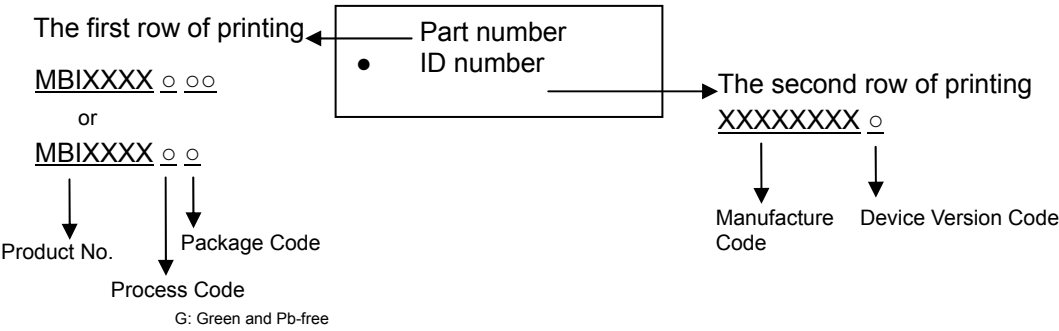 The first row of printing
Part number
● ID number
MBIXXXX ○ ○○
or
MBIXXXX ○ ○
The second row of printing
XXXXXXXX ○
Product No.
Package Code
Process Code
G: Green and Pb-free
Manufacture
Code
Device Version Code